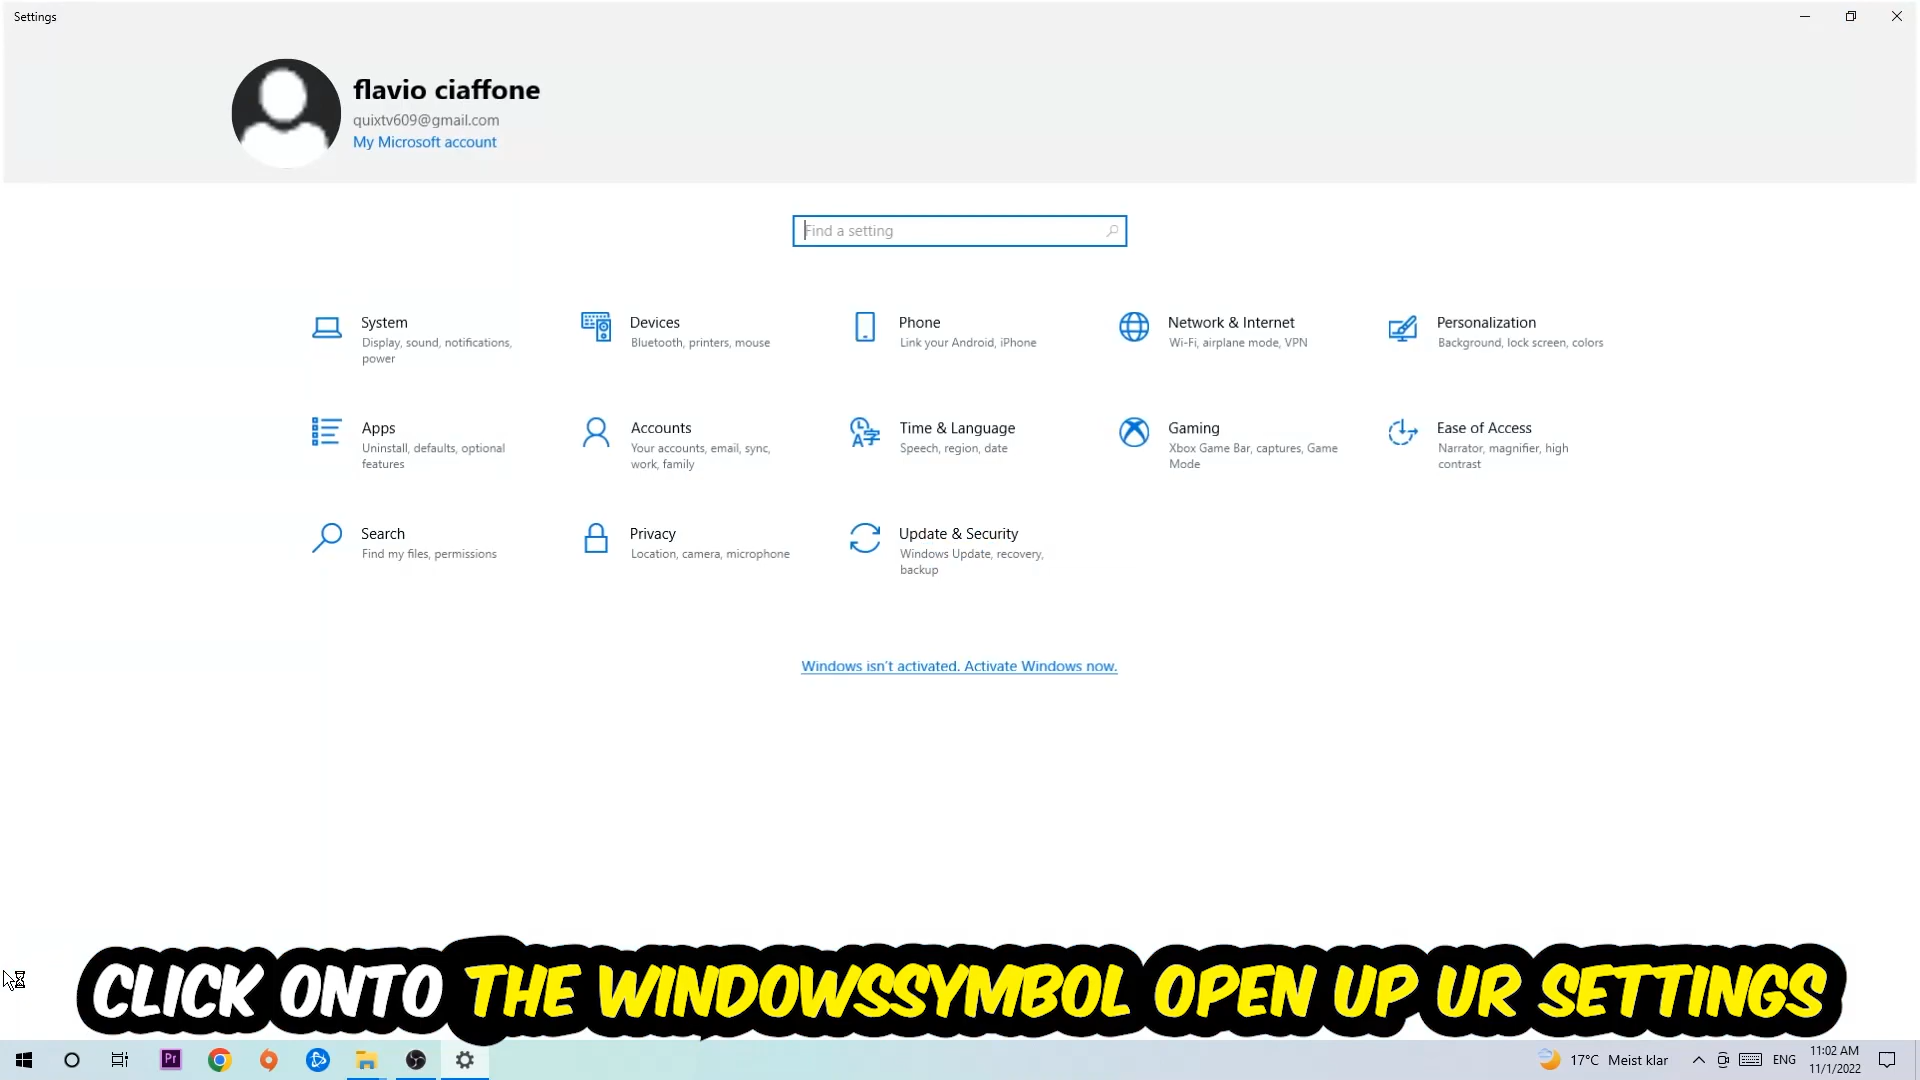 Settings
flavio ciaffone
quixtv609@gmail.com
My Microsoft account
Find a setting
System
Display, sound, notifications,
power
Devices
Bluetooth, printers, mouse
Phone
Link your Android, iPhone
Network & Internet
Wi-Fi, airplane mode, VPN
Personalization
Background, lock screen, colors
Apps
Uninstall, defaults, optional
features
Accounts
Your accounts, email, sync,
work, family
Time & Language
Speech, region, date
Gaming
Xbox Game Bar, captures, Game
Mode
Ease of Access
Narrator, magnifier, high
contrast
Search
Find my files, permissions
Privacy
Location, camera, microphone
Update & Security
Windows Update, recovery,
backup
Windows isn't activated. Activate Windows now.
CLICK ONTO THE WINDOWSSYMBOL OPEN UP UR SETTINGS
Pr
17°C Meist klar
ENG
11:02 AM
11/1/2022